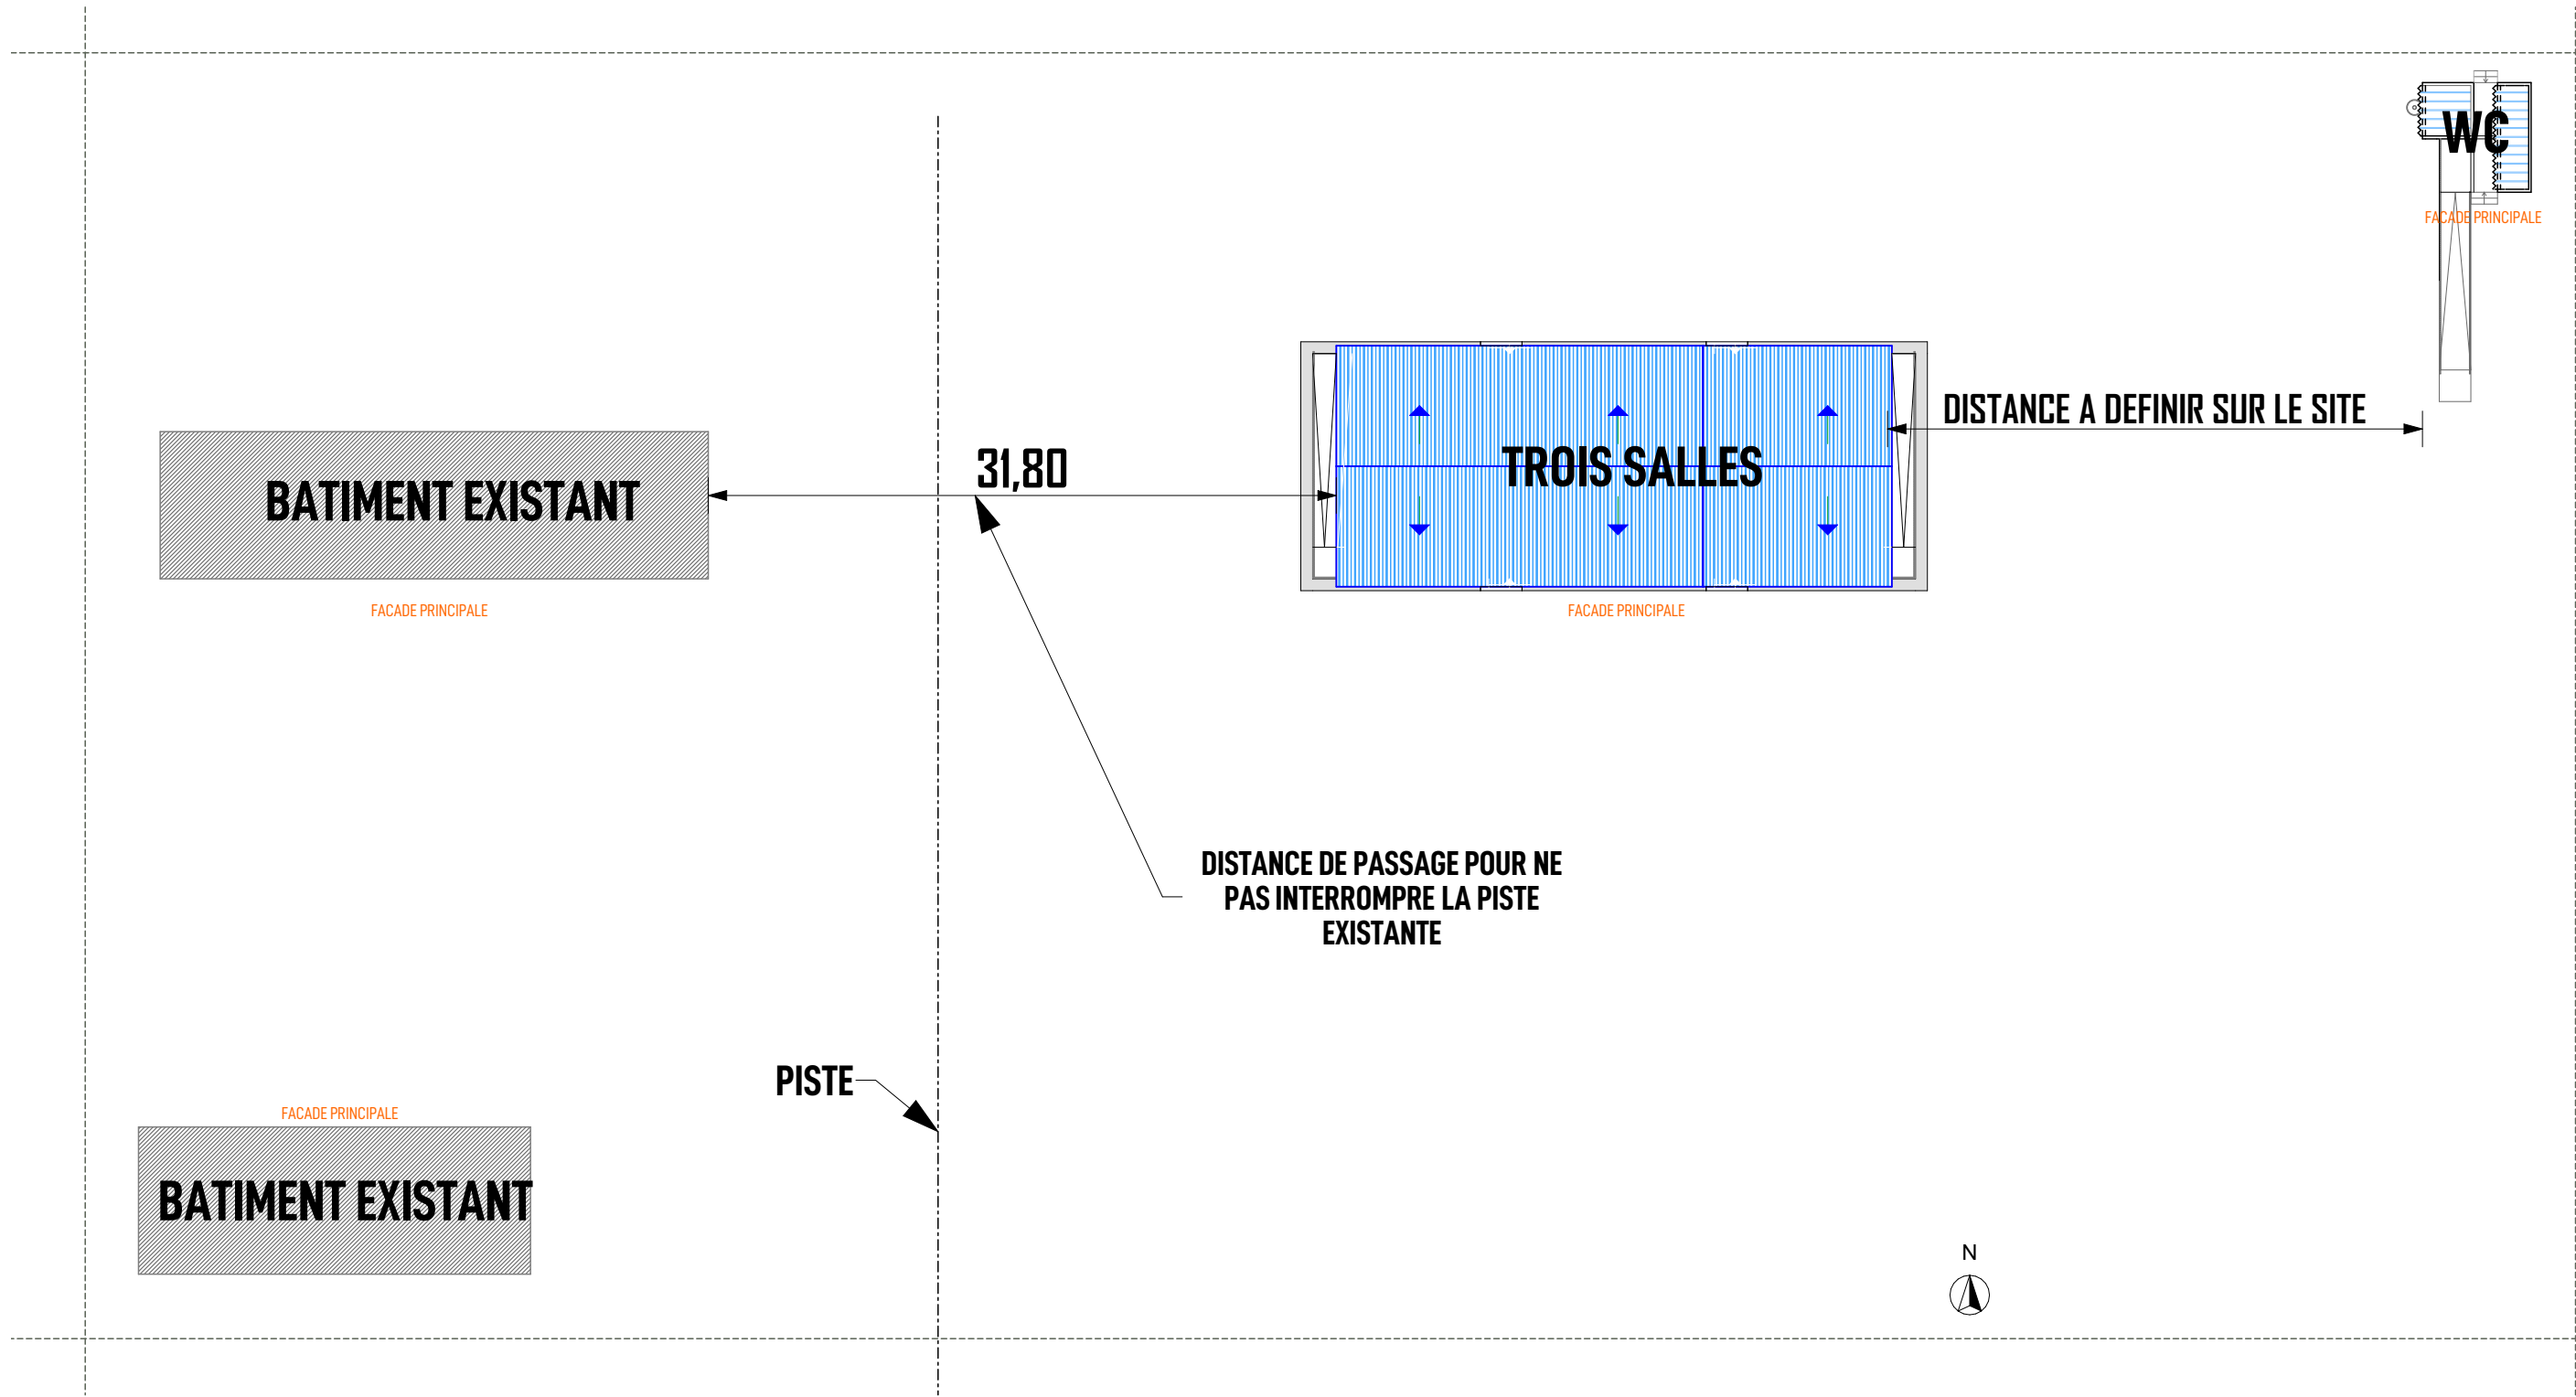 WC
FACADE PRINCIPALE
DISTANCE A DEFINIR SUR LE SITE
31,80
TROIS SALLES
BATIMENT EXISTANT
FACADE PRINCIPALE
FACADE PRINCIPALE
DISTANCE DE PASSAGE POUR NE
PAS INTERROMPRE LA PISTE
EXISTANTE
PISTE
FACADE PRINCIPALE
BATIMENT EXISTANT
N